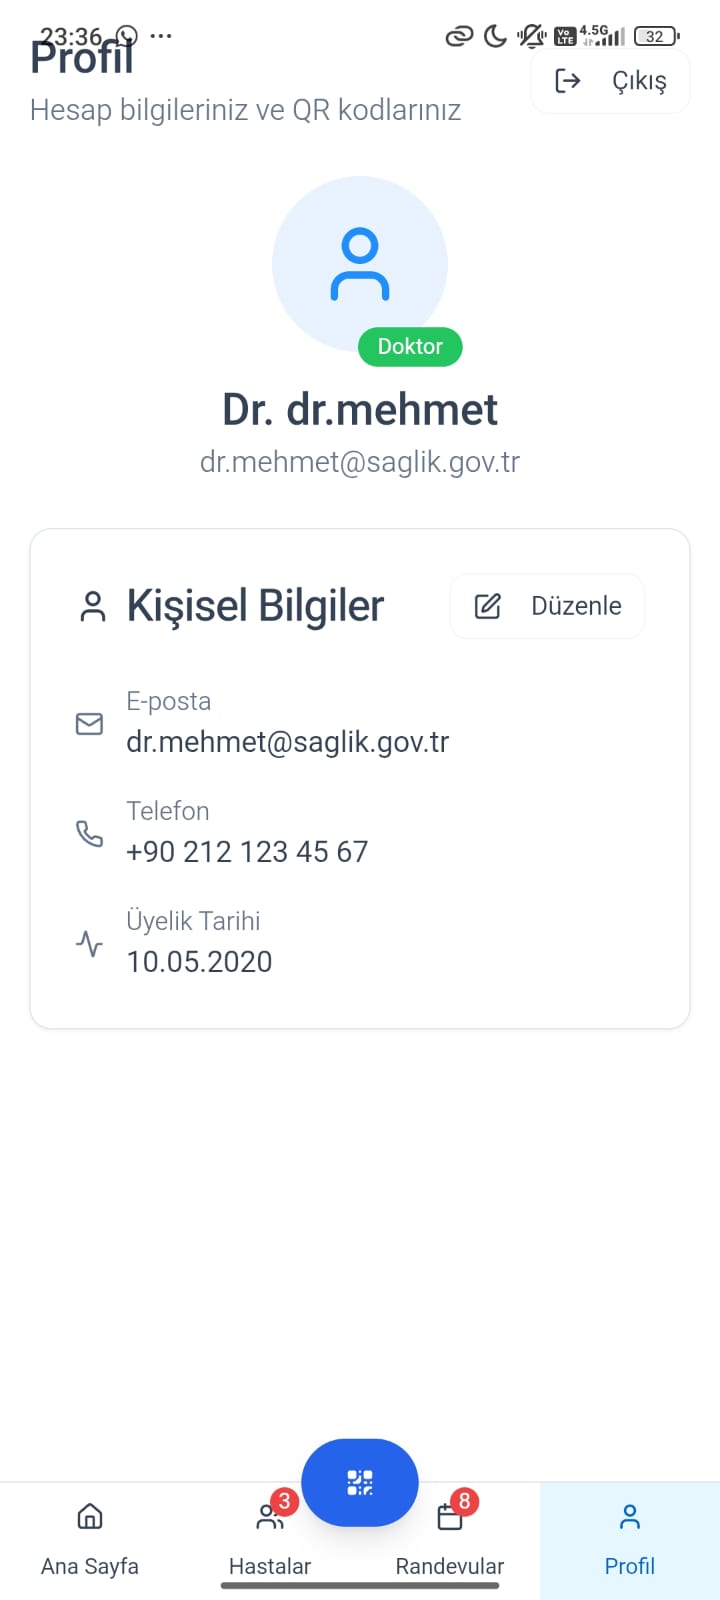 23:36 ...
Vo LTE 4.5G 32
Profil
Çıkış
Hesap bilgileriniz ve QR kodlarınız
Doktor
Dr. dr.mehmet
dr.mehmet@saglik.gov.tr
Kişisel Bilgiler
Düzenle
E-posta
dr.mehmet@saglik.gov.tr
Telefon
+90 212 123 45 67
Üyelik Tarihi
10.05.2020
3
8
Ana Sayfa
Hastalar
Randevular
Profil